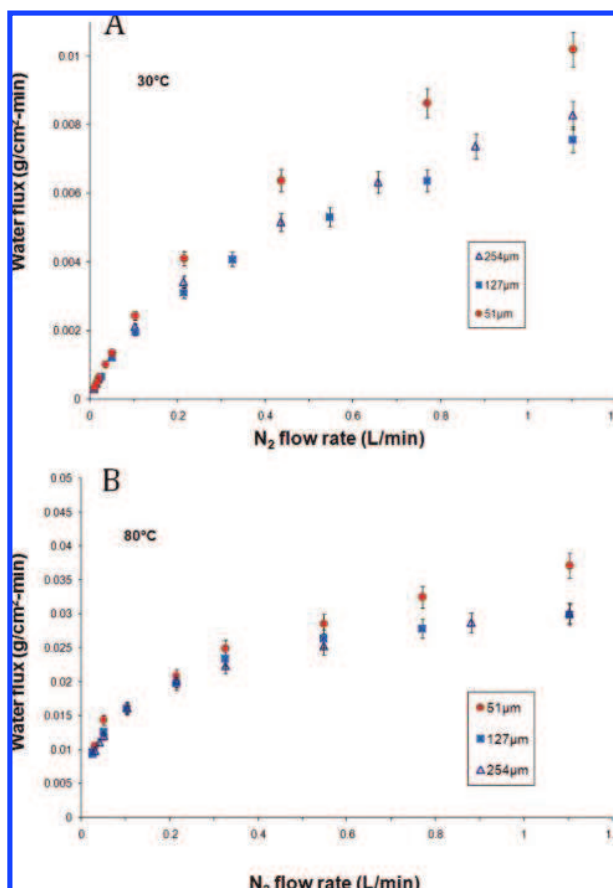 A
0.01
30°C
0.008
0.006
0.004
0.002
0
Water flux (g/cm²-min)
254µm
127µm
51µm
0 0.2 0.4 0.6 0.8 1
N₂ flow rate (L/min)
B
0.05
0.045
80°C
0.04
0.035
0.03
0.025
0.02
0.015
0.01
0.005
0
Water flux (g/cm²-min)
51µm
127µm
254µm
0 0.2 0.4 0.6 0.8 1
N₂ flow rate (L/min)